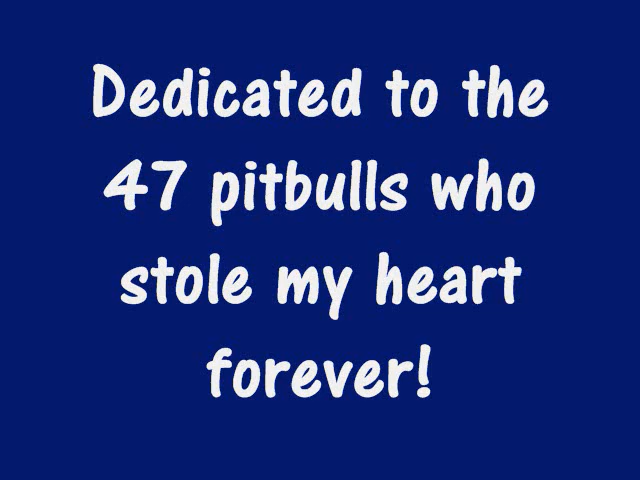 Dedicated to the
47 pitbulls who
stole my heart
forever!